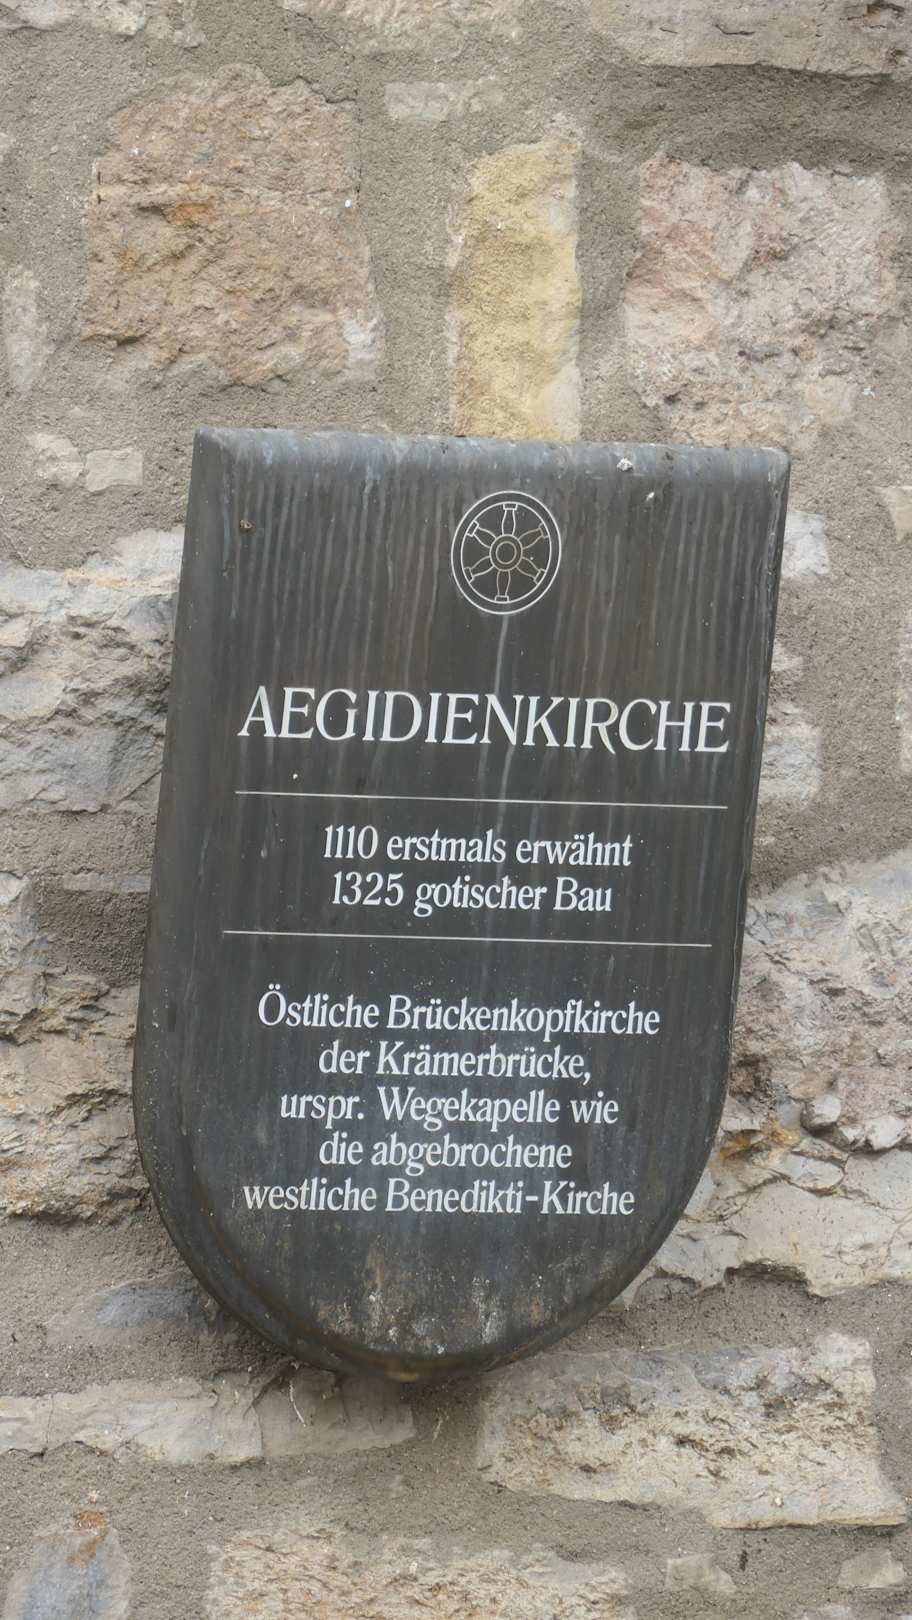 AEGIDIENKIRCHE
1110 erstmals erwähnt
1325 gotischer Bau
Östliche Brückenkopfkirche
der Krämerbrücke,
urspr. Wegekapelle wie
die abgebrochene
westliche Benedikti-Kirche